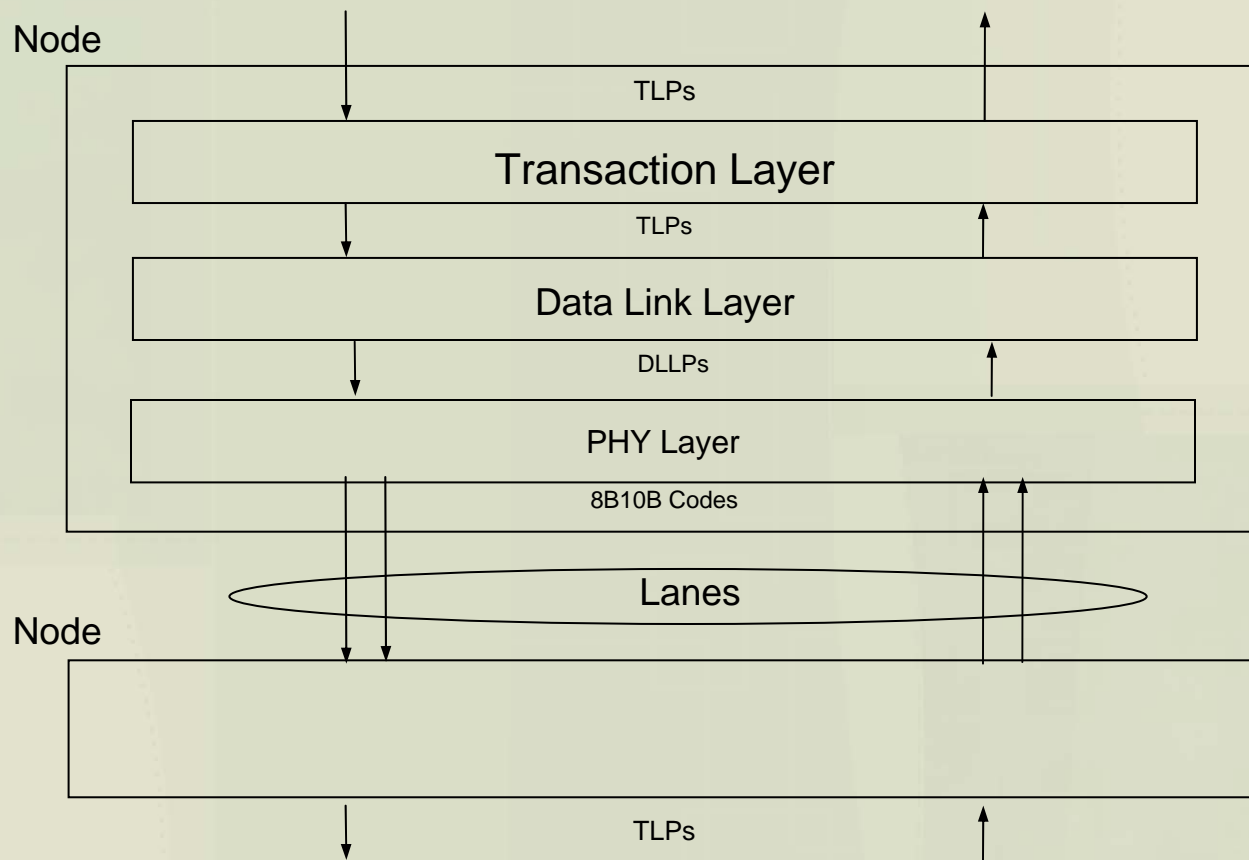 Node
TLPs
Transaction Layer
TLPs
Data Link Layer
DLLPs
PHY Layer
8B10B Codes
Lanes
Node
TLPs